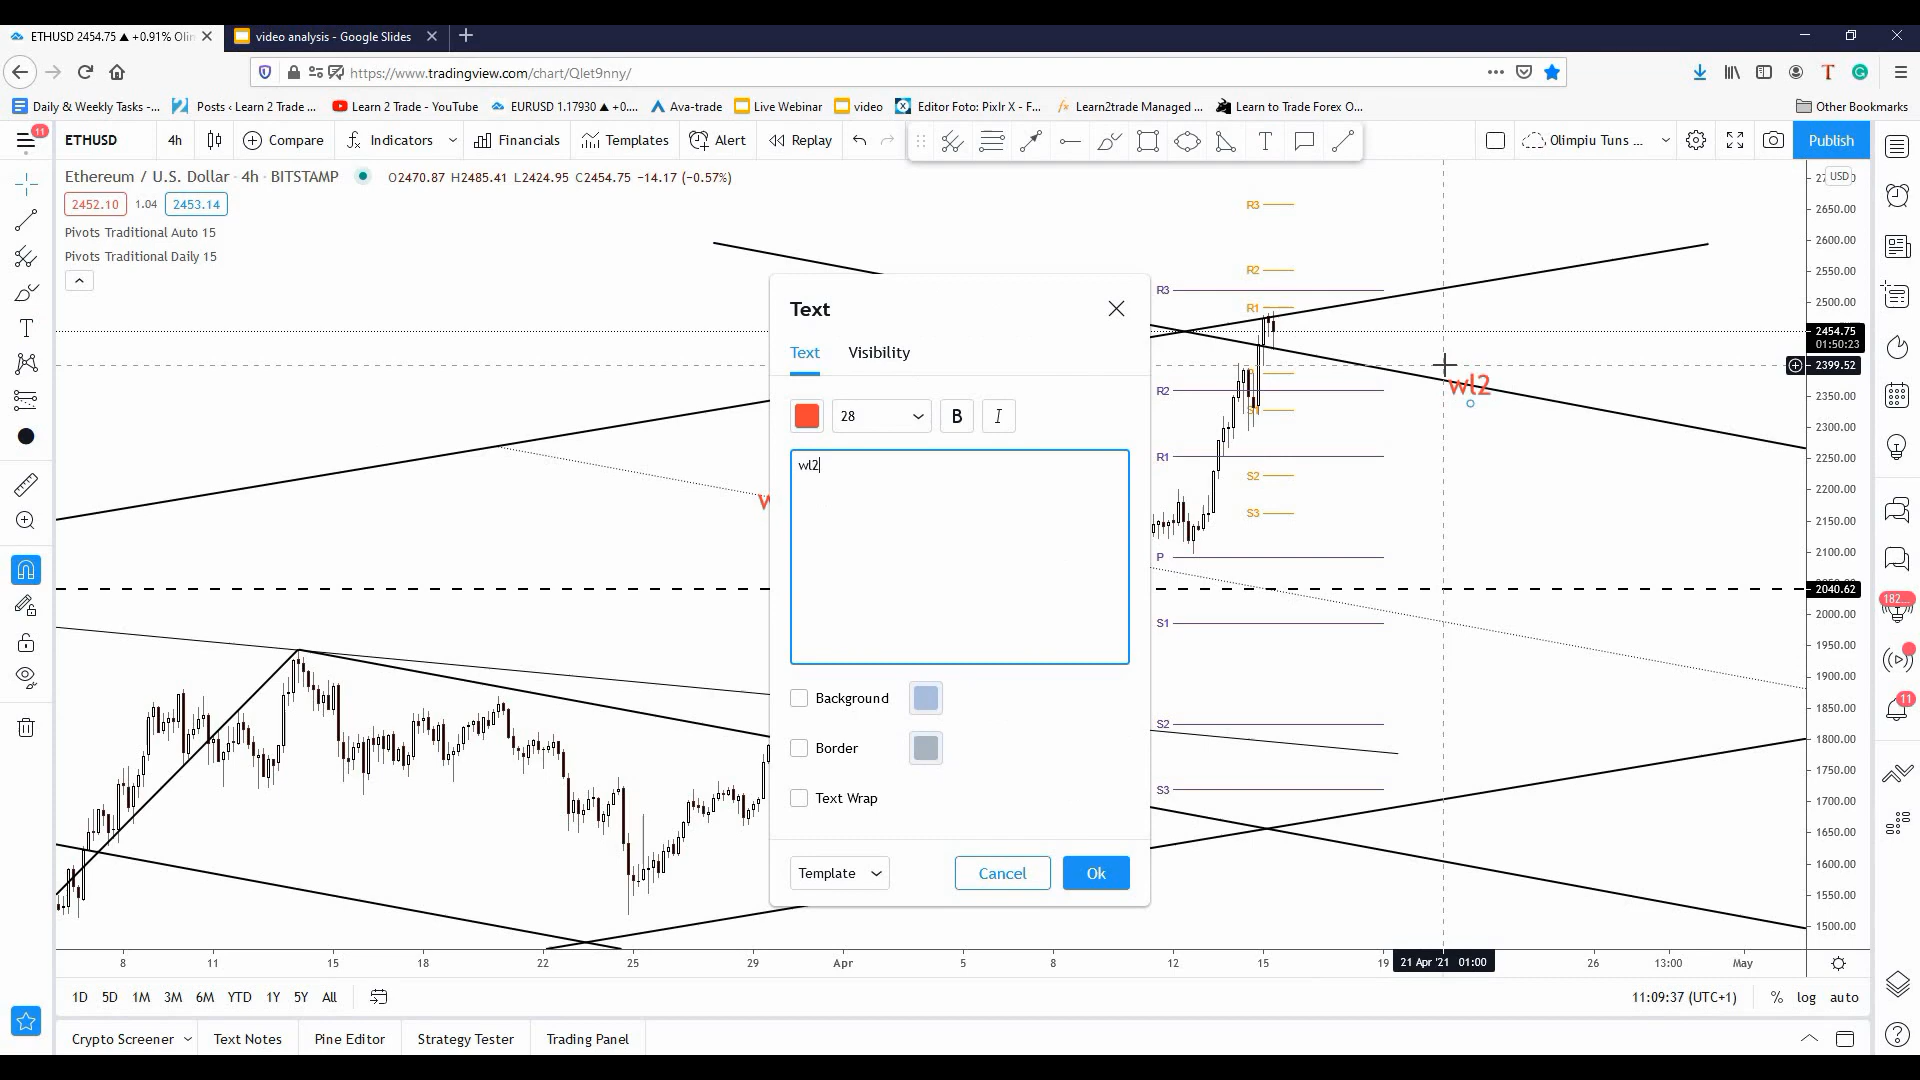 ETHUSD 2454.75 ▲ +0.91% Olin
video analysis - Google Slides
https://www.tradingview.com/chart/Qlet9nny/
Daily & Weekly Tasks -...
Posts ‹ Learn 2 Trade ...
Learn 2 Trade - YouTube
EURUSD 1.17930 ▲ +0....
Ava-trade
Live Webinar
video
Editor Foto: Pixlr X - F...
Learn2trade Managed ...
Learn to Trade Forex O...
Other Bookmarks
11
ETHUSD
4h
Compare
Indicators
Financials
Templates
Alert
Replay
Olimpiu Tuns ...
Publish
Ethereum / U.S. Dollar · 4h · BITSTAMP
O2470.87 H2485.41 L2424.95 C2454.75 −14.17 (−0.57%)
2452.10
1.04
2453.14
Pivots Traditional Auto 15
Pivots Traditional Daily 15
USD
2650.00
2600.00
2550.00
2500.00
2454.75
01:50:23
2399.52
2350.00
2300.00
2250.00
2200.00
2150.00
2100.00
2040.62
2000.00
1950.00
1900.00
1850.00
1800.00
1750.00
1700.00
1650.00
1600.00
1550.00
1500.00
R3
R2
R1
S1
S2
S3
R3
R2
R1
P
S1
S2
S3
wl2
Text
Text
Visibility
28
B
I
wl2
Background
Border
Text Wrap
Template
Cancel
Ok
182...
11
8
11
15
18
22
25
29
Apr
5
8
12
15
19
21 Apr '21 01:00
26
13:00
May
1D
5D
1M
3M
6M
YTD
1Y
5Y
All
11:09:37 (UTC+1)
%
log
auto
Crypto Screener
Text Notes
Pine Editor
Strategy Tester
Trading Panel